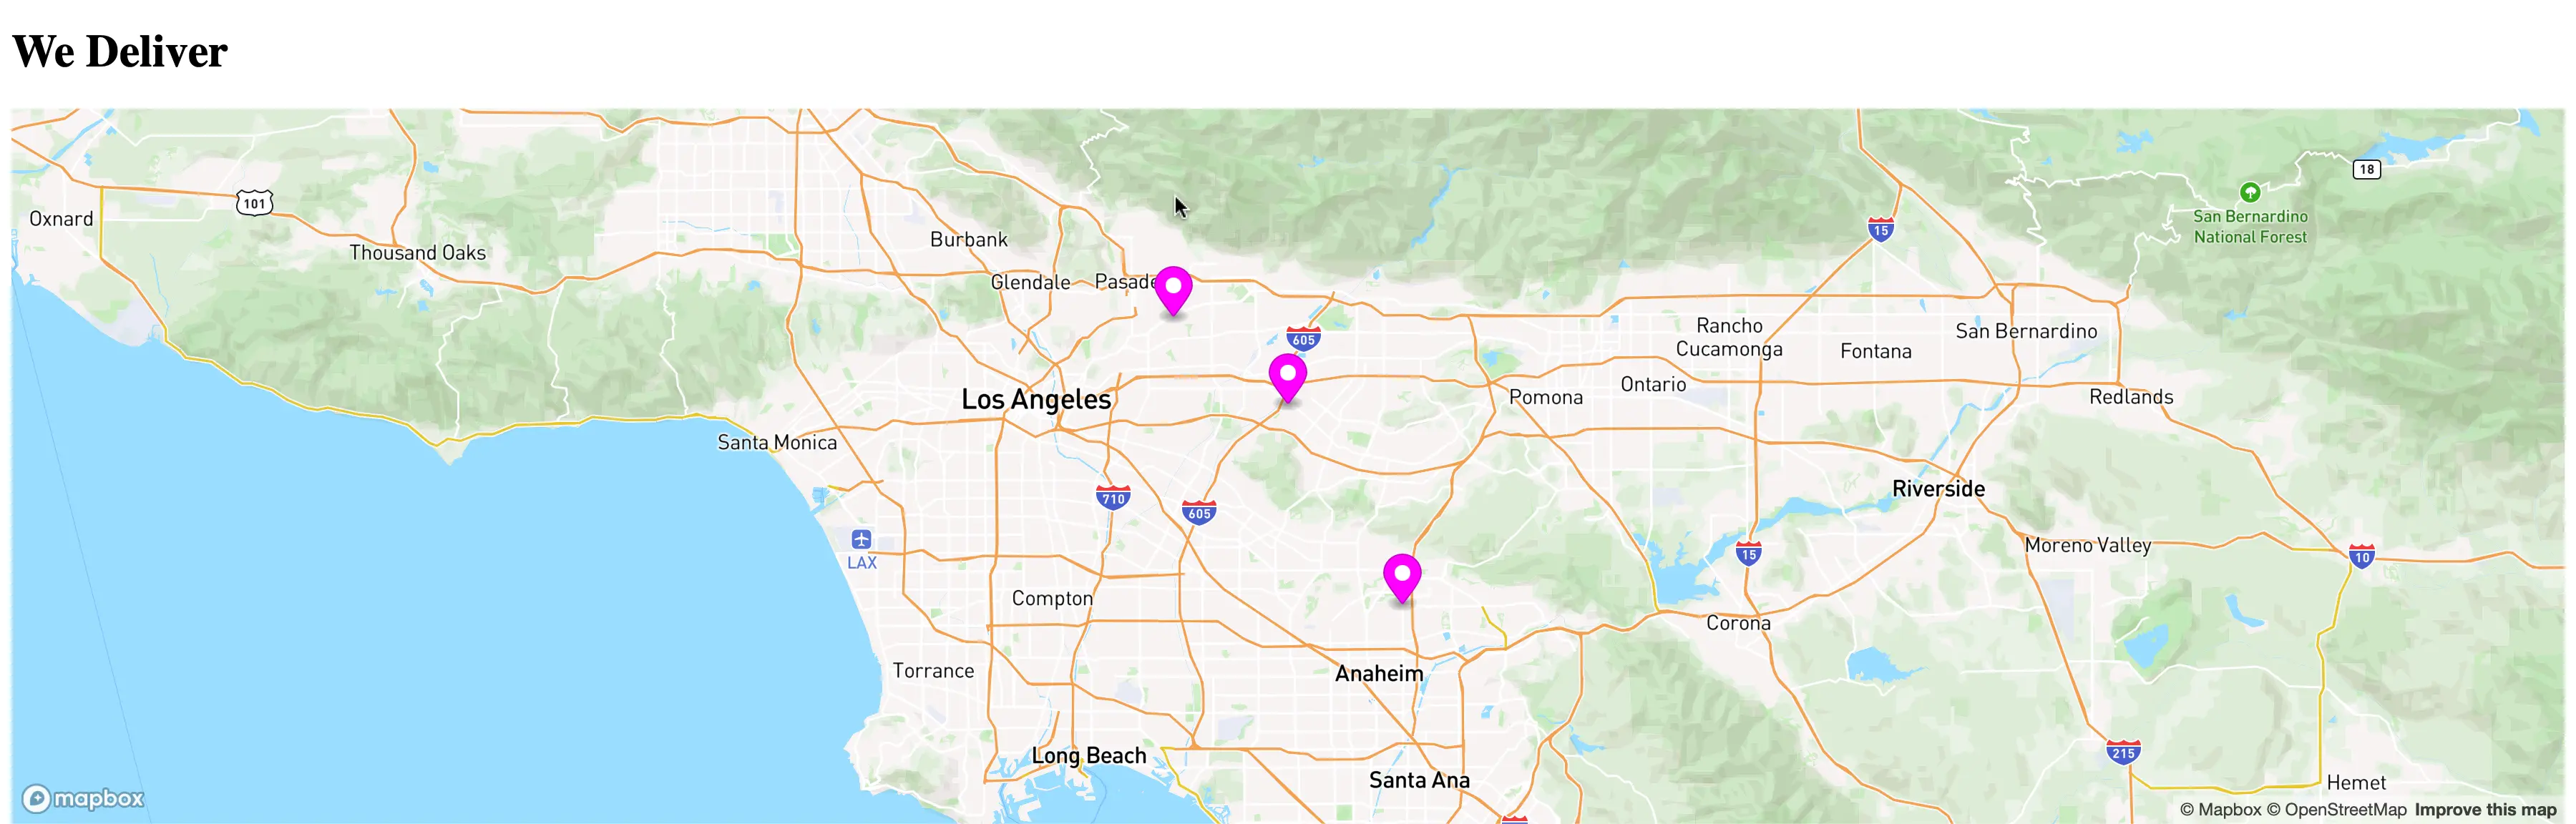 We Deliver
18
101
Oxnard
San Bernardino
National Forest
15
Burbank
Thousand Oaks
Glendale
Pasade
Rancho
Cucamonga
San Bernardino
605
Fontana
Ontario
Los Angeles
Pomona
Redlands
Santa Monica
Riverside
710
605
LAX
15
Moreno Valley
10
Compton
Corona
Torrance
Anaheim
Long Beach
215
Santa Ana
Hemet
mapbox
© Mapbox © OpenStreetMap Improve this map